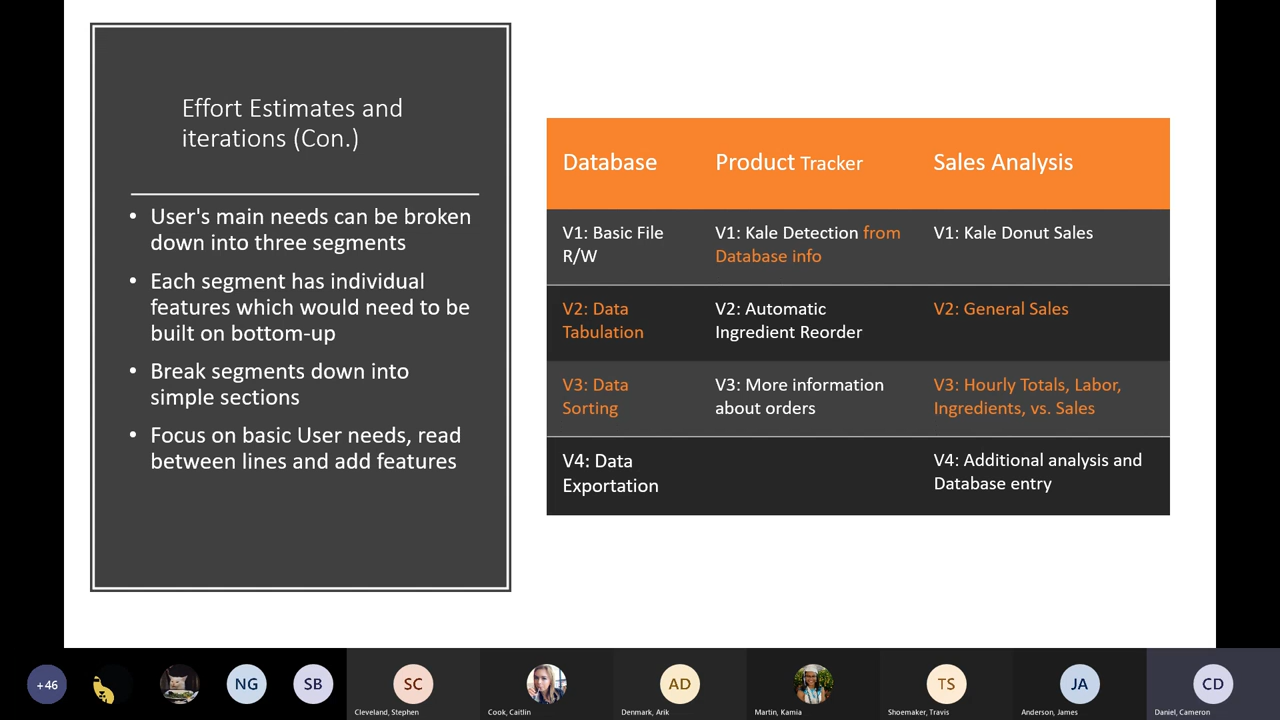 Effort Estimates and
iterations (Con.)
• User's main needs can be broken
down into three segments
• Each segment has individual
features which would need to be
built on bottom-up
• Break segments down into
simple sections
• Focus on basic User needs, read
between lines and add features
Database Product Tracker Sales Analysis
V1: Basic File
R/W
V1: Kale Detection from
Database info
V1: Kale Donut Sales
V2: Data
Tabulation
V2: Automatic
Ingredient Reorder
V2: General Sales
V3: Data
Sorting
V3: More information
about orders
V3: Hourly Totals, Labor,
Ingredients, vs. Sales
V4: Data
Exportation
V4: Additional analysis and
Database entry
+46 NG SB SC AD TS JA CD
Cleveland, Stephen Cook, Caitlin Denmark, Arik Martin, Kamia Shoemaker, Travis Anderson, James Daniel, Cameron